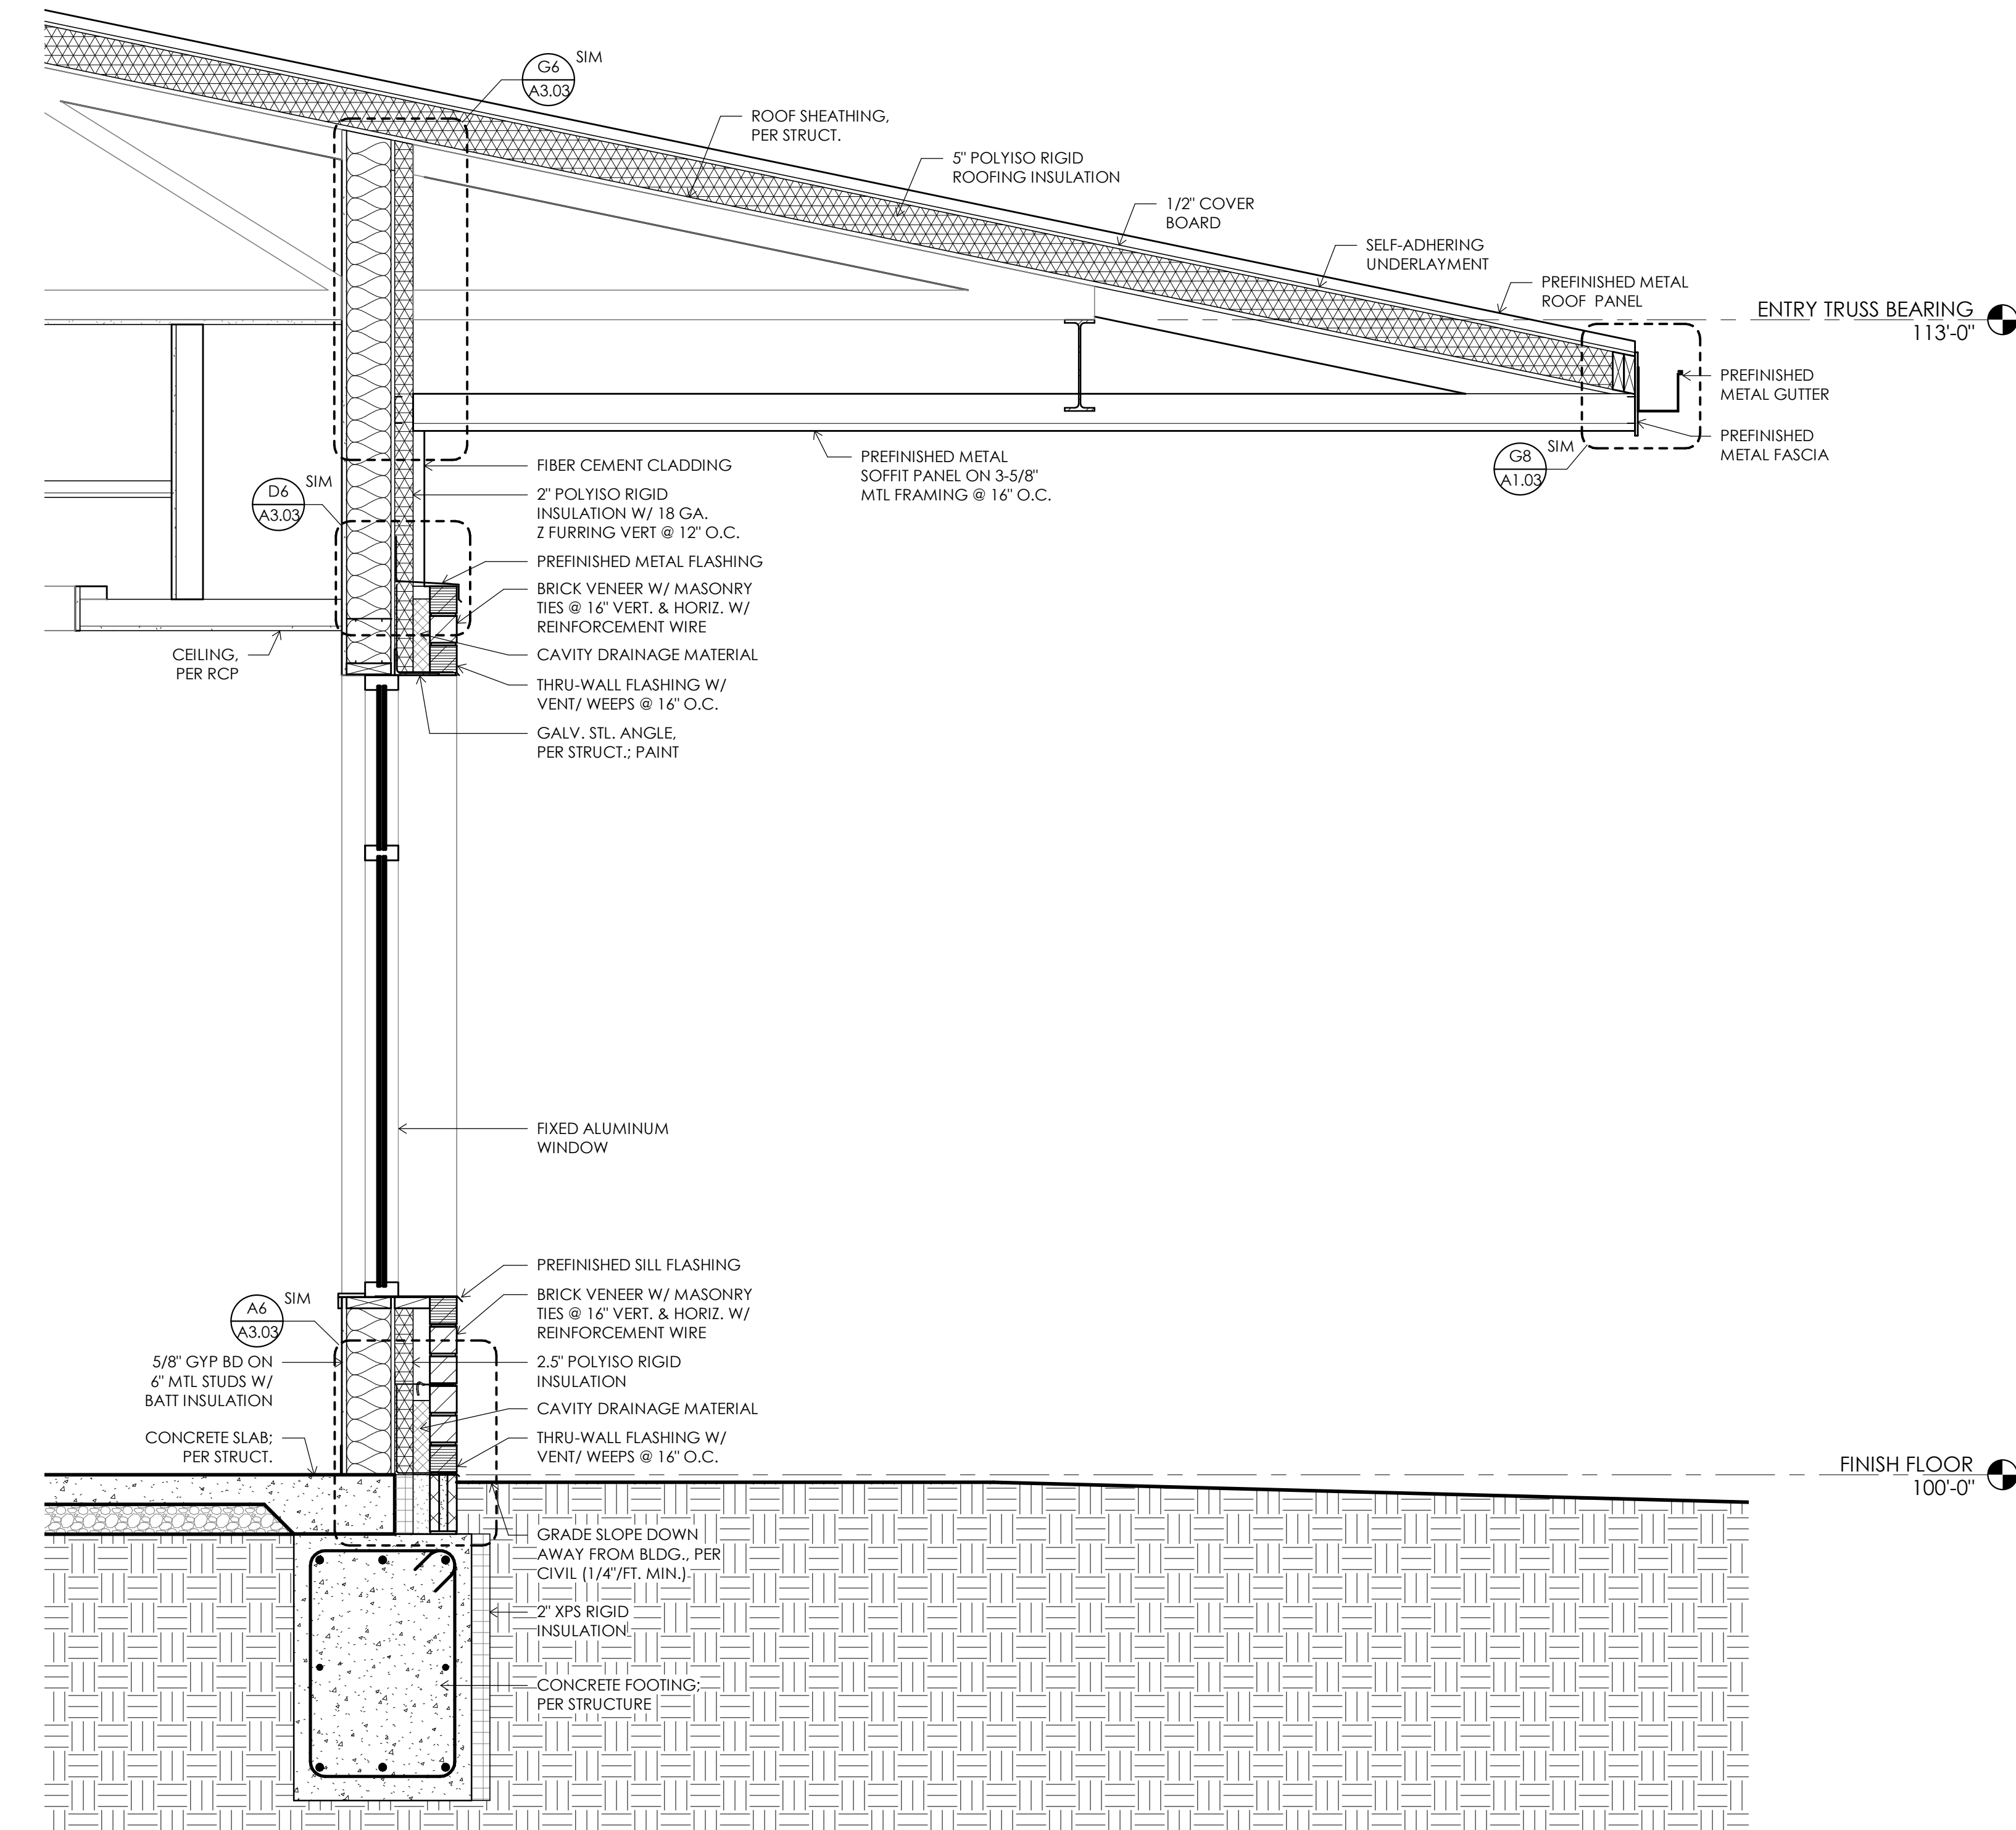 G6
A3.03
SIM
ROOF SHEATHING,
PER STRUCT.
5" POLYISO RIGID
ROOFING INSULATION
1/2" COVER
BOARD
SELF-ADHERING
UNDERLAYMENT
PREFINISHED METAL
ROOF PANEL
ENTRY TRUSS BEARING
113'-0"
PREFINISHED
METAL GUTTER
PREFINISHED
METAL FASCIA
G8
A1.03
SIM
PREFINISHED METAL
SOFFIT PANEL ON 3-5/8"
MTL FRAMING @ 16" O.C.
FIBER CEMENT CLADDING
2" POLYISO RIGID
INSULATION W/ 18 GA.
Z FURRING VERT @ 12" O.C.
D6
A3.03
SIM
PREFINISHED METAL FLASHING
BRICK VENEER W/ MASONRY
TIES @ 16" VERT. & HORIZ. W/
REINFORCEMENT WIRE
CAVITY DRAINAGE MATERIAL
CEILING,
PER RCP
THRU-WALL FLASHING W/
VENT/ WEEPS @ 16" O.C.
GALV. STL. ANGLE,
PER STRUCT.; PAINT
FIXED ALUMINUM
WINDOW
PREFINISHED SILL FLASHING
BRICK VENEER W/ MASONRY
TIES @ 16" VERT. & HORIZ. W/
REINFORCEMENT WIRE
A6
A3.03
SIM
5/8" GYP BD ON
6" MTL STUDS W/
BATT INSULATION
2.5" POLYISO RIGID
INSULATION
CAVITY DRAINAGE MATERIAL
CONCRETE SLAB;
PER STRUCT.
THRU-WALL FLASHING W/
VENT/ WEEPS @ 16" O.C.
FINISH FLOOR
100'-0"
GRADE SLOPE DOWN
AWAY FROM BLDG., PER
CIVIL (1/4"/FT. MIN.)
2" XPS RIGID
INSULATION
CONCRETE FOOTING;
PER STRUCTURE